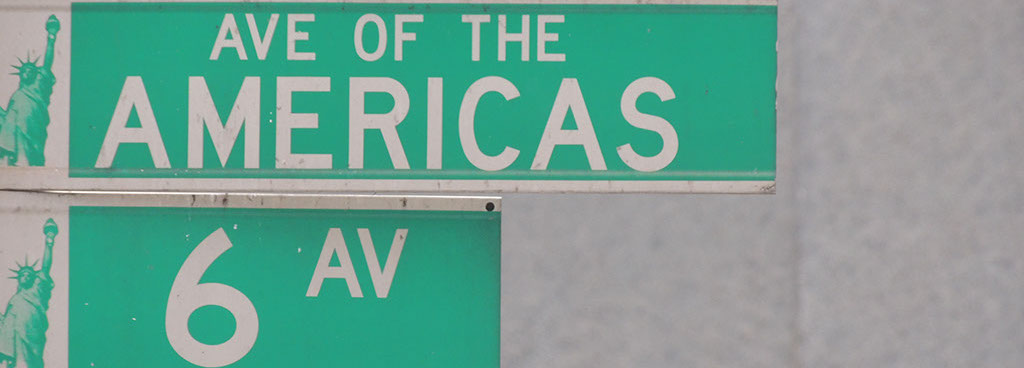 AVE OF THE
AMERICAS
6 AV